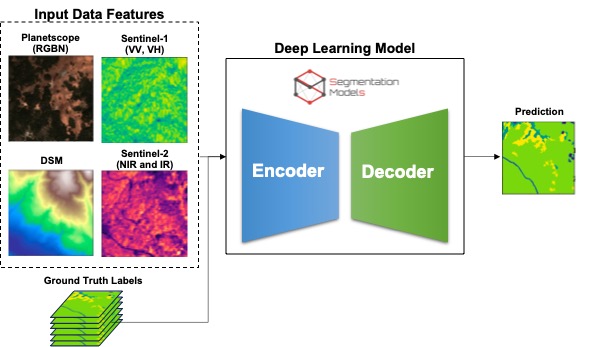 Input Data Features
Planetscope
(RGBN)
Sentinel-1
(VV, VH)
DSM
Sentinel-2
(NIR and IR)
Ground Truth Labels
Deep Learning Model
Segmentation
Models
Encoder
Decoder
Prediction